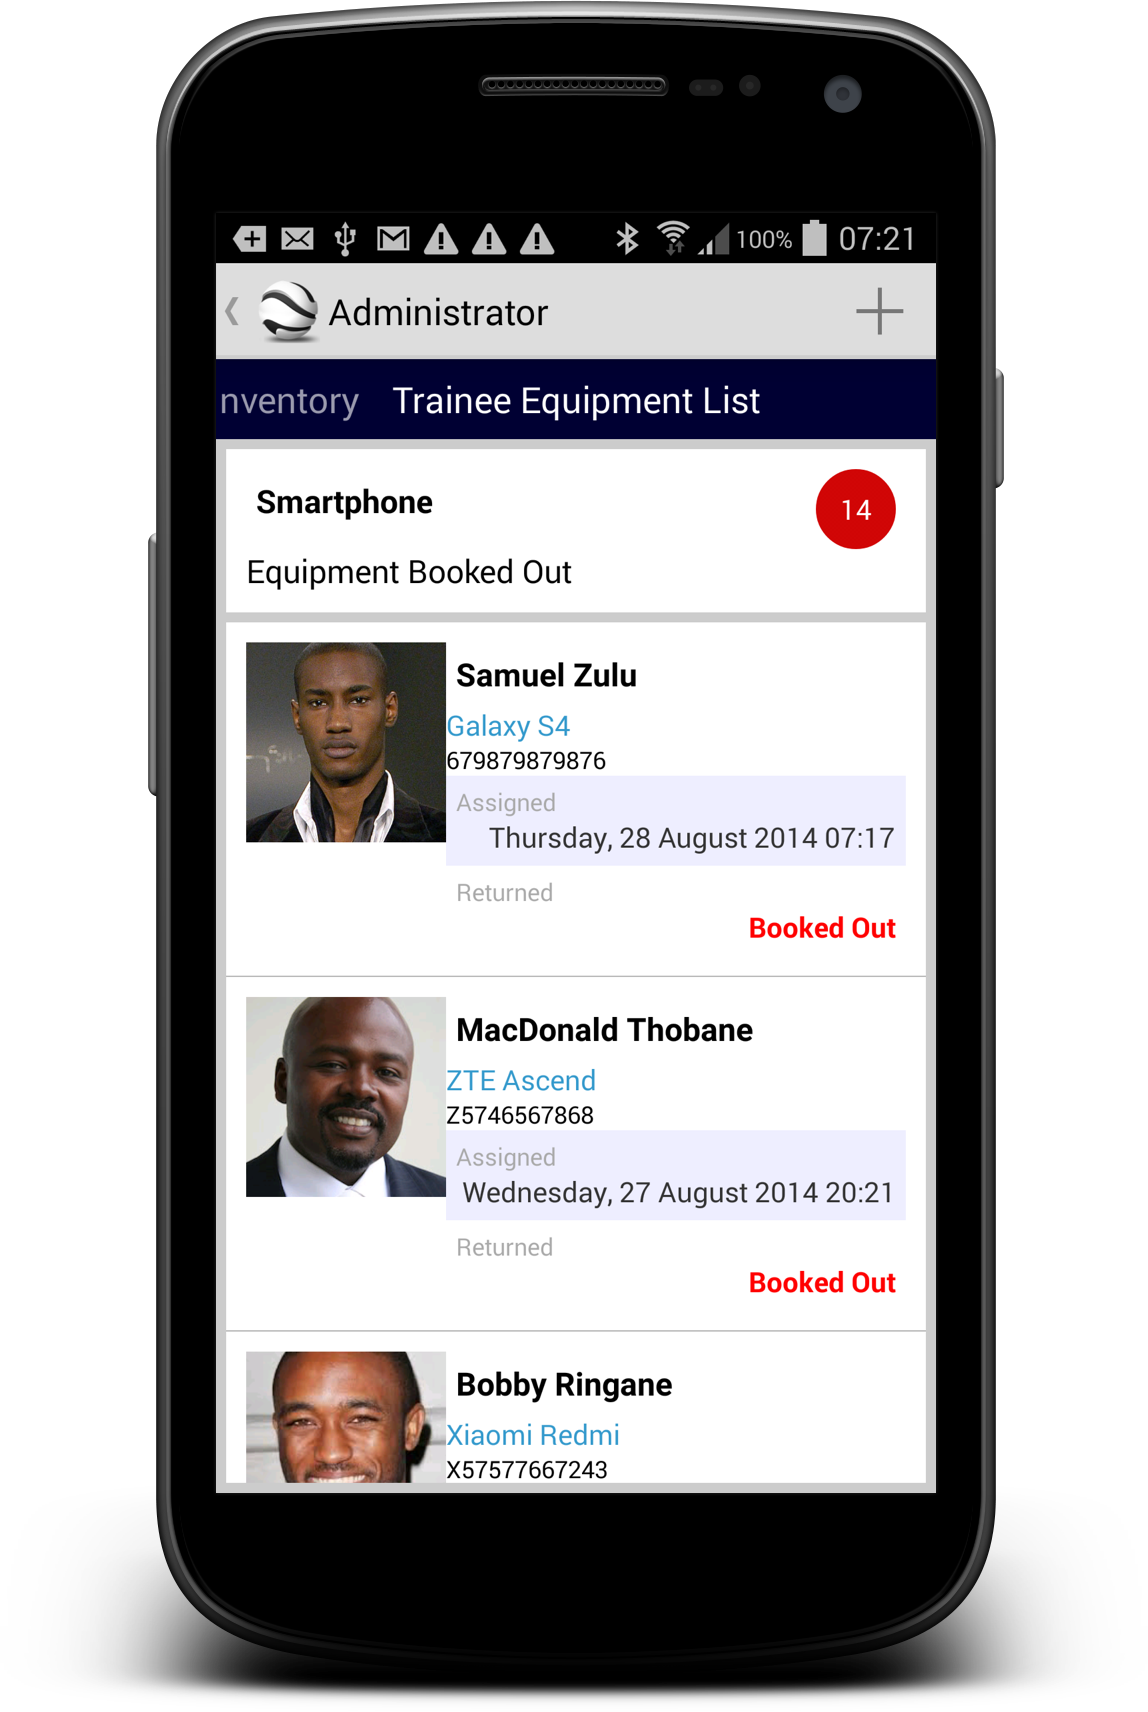 100% 07:21
Administrator
nventory Trainee Equipment List
Smartphone
14
Equipment Booked Out
Samuel Zulu
Galaxy S4
679879879876
Assigned
Thursday, 28 August 2014 07:17
Returned
Booked Out
MacDonald Thobane
ZTE Ascend
Z5746567868
Assigned
Wednesday, 27 August 2014 20:21
Returned
Booked Out
Bobby Ringane
Xiaomi Redmi
X57577667243